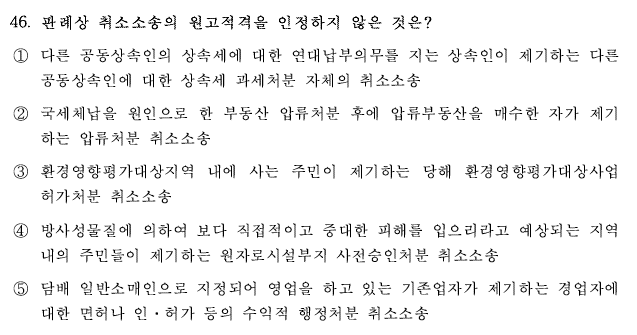 46. 판례상 취소소송의 원고적격을 인정하지 않은 것은?
① 다른 공동상속인의 상속세에 대한 연대납부의무를 지는 상속인이 제기하는 다른
공동상속인에 대한 상속세 과세처분 자체의 취소소송
② 국세체납을 원인으로 한 부동산 압류처분 후에 압류부동산을 매수한 자가 제기
하는 압류처분 취소소송
③ 환경영향평가대상지역 내에 사는 주민이 제기하는 당해 환경영향평가대상사업
허가처분 취소소송
④ 방사성물질에 의하여 보다 직접적이고 중대한 피해를 입으리라고 예상되는 지역
내의 주민들이 제기하는 원자로시설부지 사전승인처분 취소소송
⑤ 담배 일반소매인으로 지정되어 영업을 하고 있는 기존업자가 제기하는 경업자에
대한 면허나 인·허가 등의 수익적 행정처분 취소소송